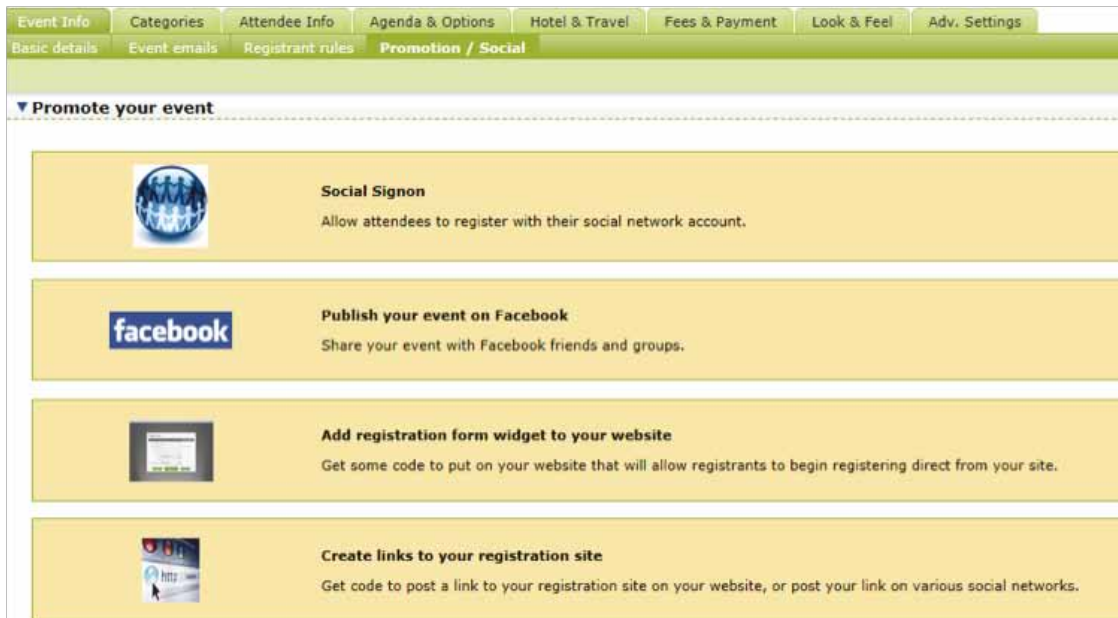 Event Info Categories Attendee Info Agenda & Options Hotel & Travel Fees & Payment Look & Feel Adv. Settings
Basic details Event emails Registrant rules Promotion / Social
Promote your event
Social Signon
Allow attendees to register with their social network account.
facebook
Publish your event on Facebook
Share your event with Facebook friends and groups.
Add registration form widget to your website
Get some code to put on your website that will allow registrants to begin registering direct from your site.
http
Create links to your registration site
Get code to post a link to your registration site on your website, or post your link on various social networks.